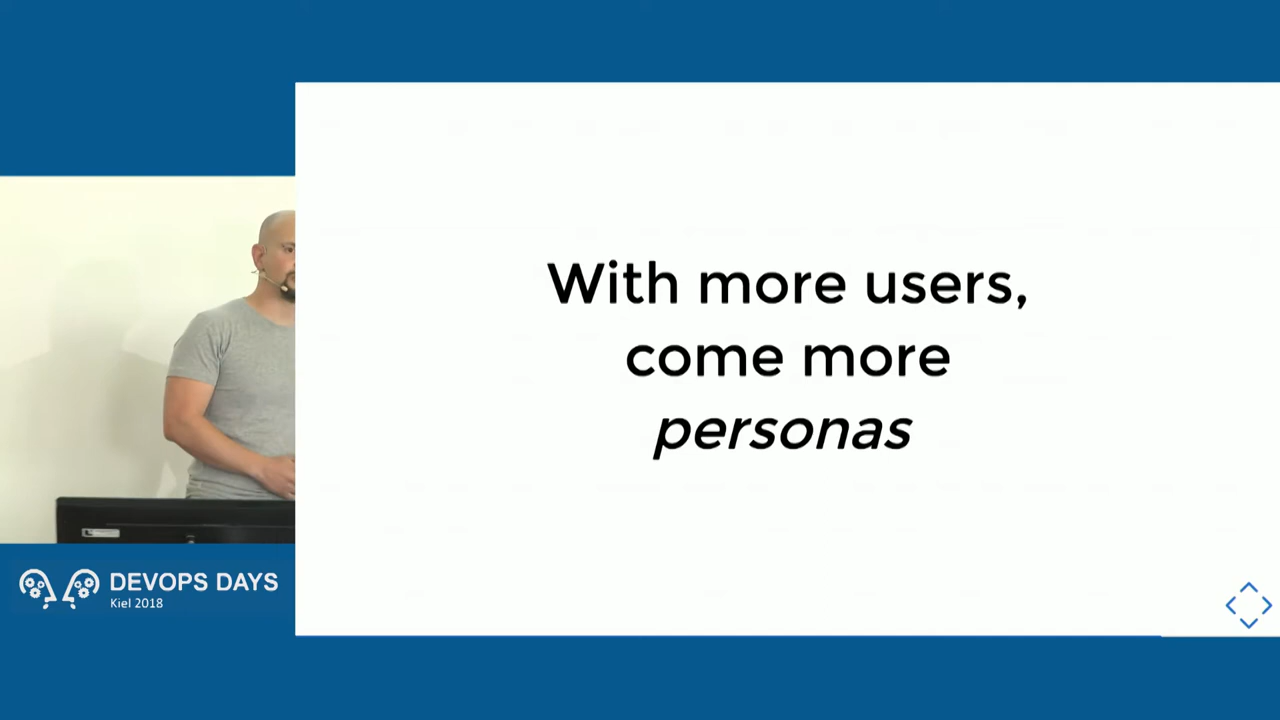 With more users,
come more
personas
DEVOPS DAYS
Kiel 2018